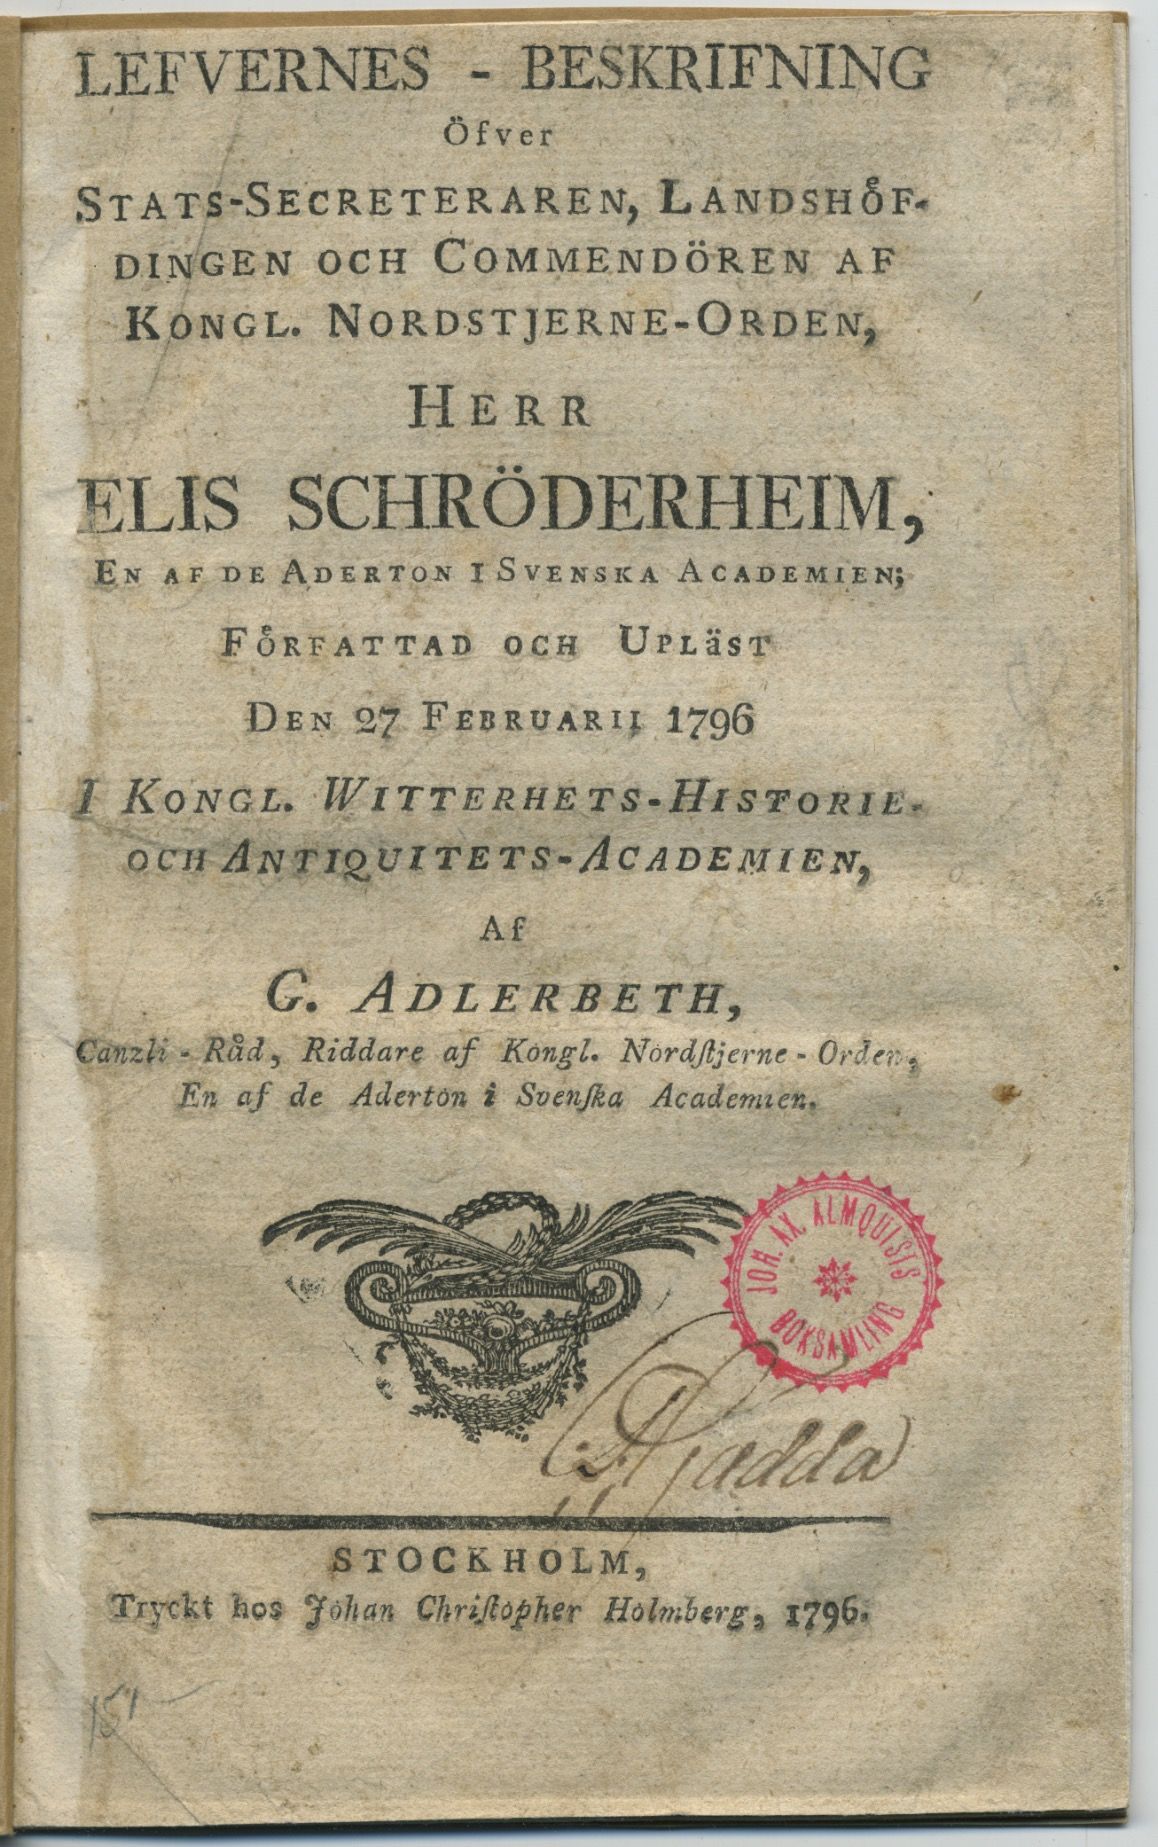 LEFVERNES - BESKRIFNING
Öfver
STATS-SECRETERAREN, LANDSHÖF-
DINGEN OCH COMMENDÖREN AF
KONGL. NORDSTJERNE-ORDEN,
HERR
ELIS SCHRÖDERHEIM,
EN AF DE ADERTON I SVENSKA ACADEMIEN;
FÖRFATTAD OCH UPLäST
DEN 27 FEBRUARII 1796
I KONGL. WITTERHETS-HISTORIE-
OCH ANTIQUITETS-ACADEMIEN,
Af
G. ADLERBETH,
Canzli - Råd, Riddare af Kongl. Nordſtjerne - Orden,
En af de Aderton i Svenſka Academien.
JOH. AX. ALMQUISTS
BOKSAMLING
STOCKHOLM,
Tryckt hos Johan Chriſtopher Holmberg, 1796.
151